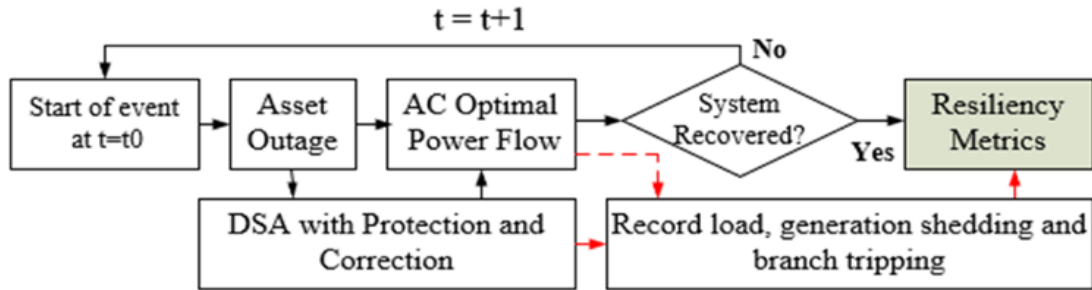 t = t+1
No
Start of event
at t=t0
Asset
Outage
AC Optimal
Power Flow
System
Recovered?
Yes
Resiliency
Metrics
DSA with Protection and
Correction
Record load, generation shedding and
branch tripping